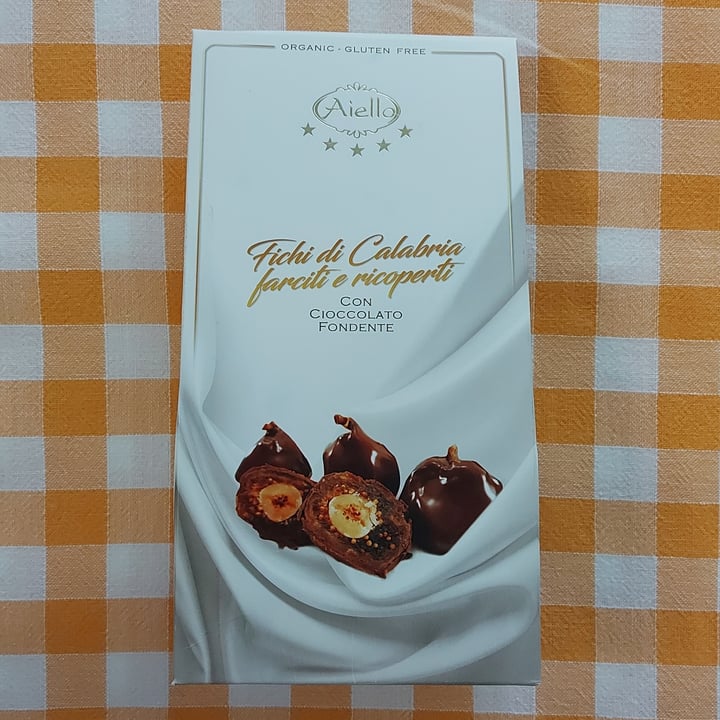 ORGANIC - GLUTEN FREE
Aiello
Fichi di Calabria
farciti e ricoperti
CON
CIOCCOLATO
FONDENTE